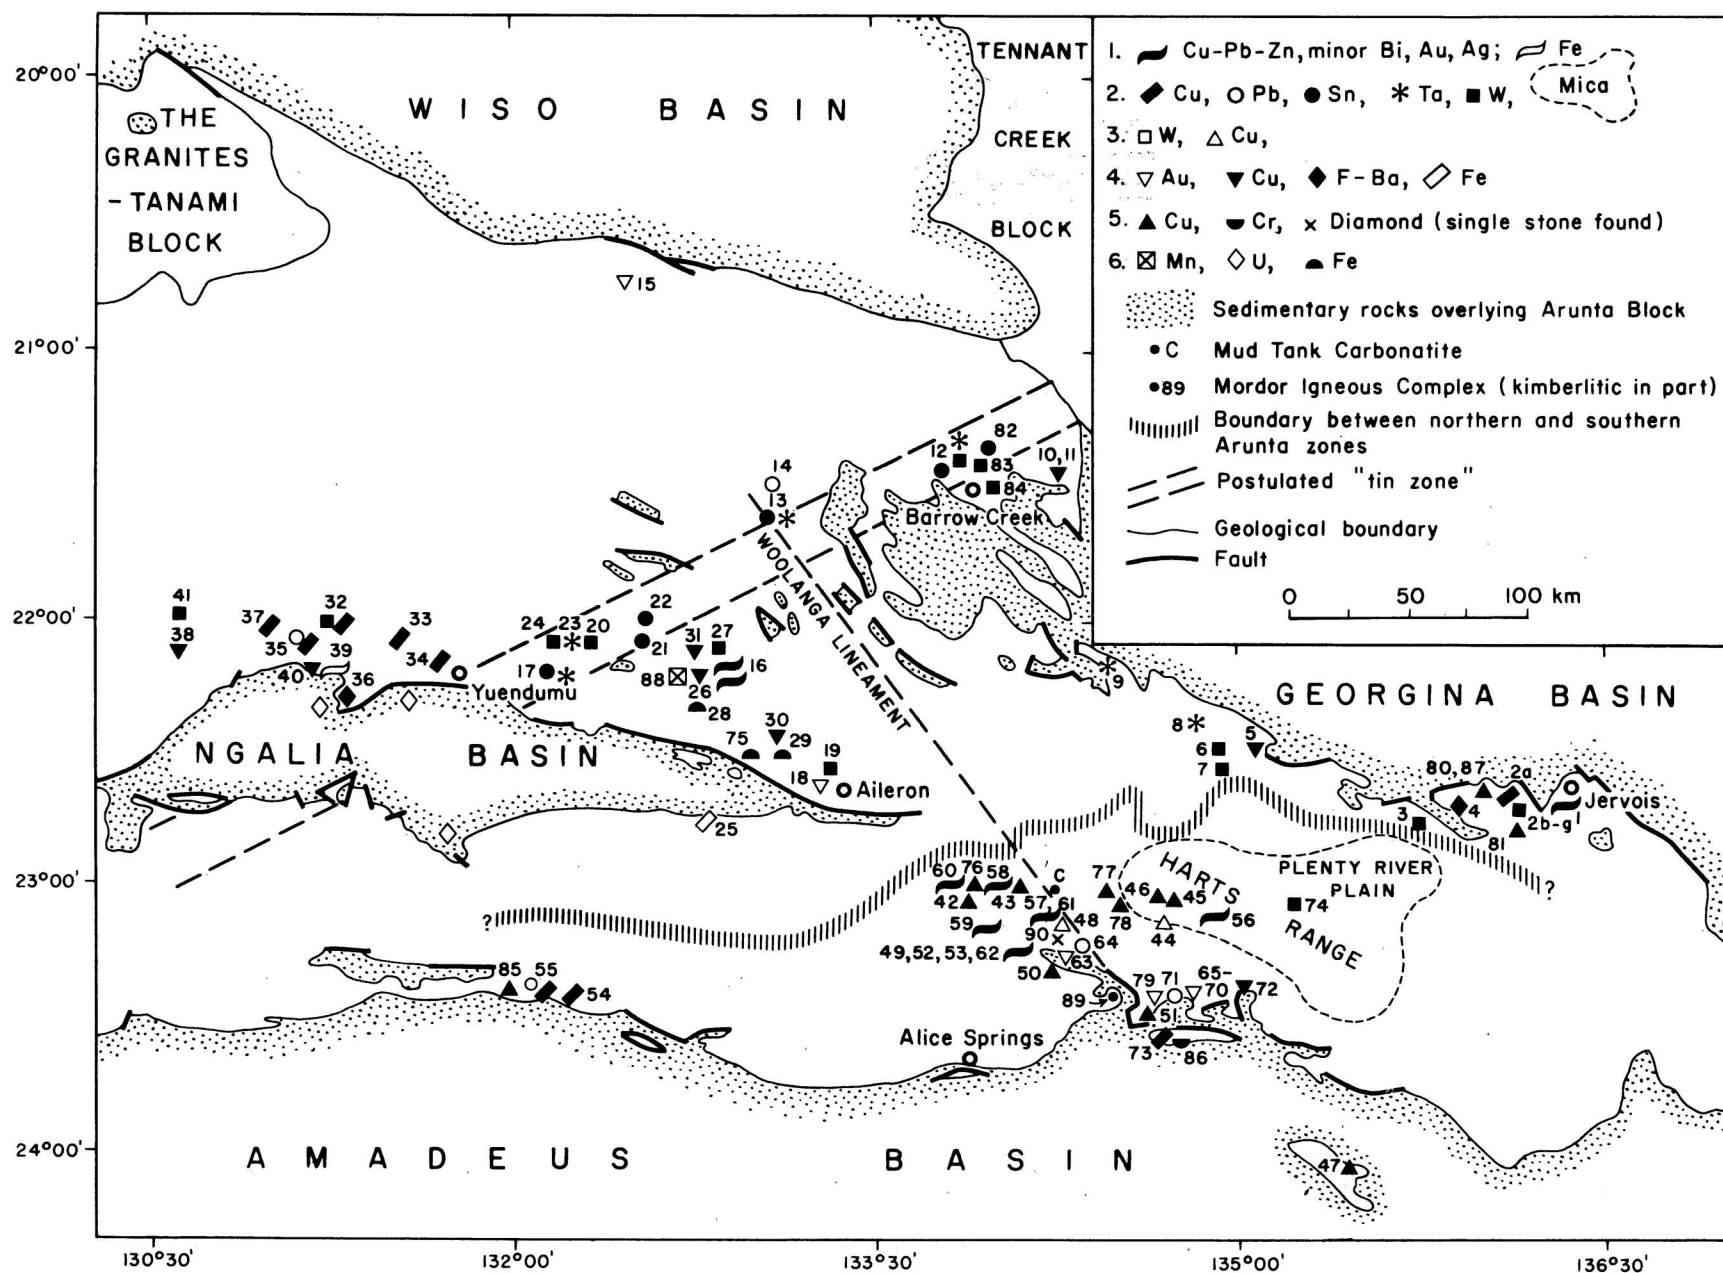 20°00'
21°00'
22°00'
23°00'
24°00'
130°30'
132°00'
133°30'
135°00'
136°30'
THE
GRANITES
- TANAMI
BLOCK
WISO BASIN
TENNANT
CREEK
BLOCK
1. Cu-Pb-Zn, minor Bi, Au, Ag; Fe
Mica
2. Cu, Pb, Sn, Ta, W,
3. W, Cu,
4. Au, Cu, F-Ba, Fe
5. Cu, Cr, Diamond (single stone found)
6. Mn, U, Fe
Sedimentary rocks overlying Arunta Block
C Mud Tank Carbonatite
89 Mordor Igneous Complex (kimberlitic in part)
Boundary between northern and southern
Arunta zones
Postulated "tin zone"
Geological boundary
Fault
0 50 100 km
15
14
13
12
82
83
84
10, 11
Barrow Creek
WOOLANGA LINEAMENT
41
38
37
35
32
39
40
36
33
34
Yuendumu
24
23
20
17
22
21
31
27
16
88
26
28
30
75
29
19
18
Aileron
25
NGALIA BASIN
9
GEORGINA BASIN
8
6
7
5
80, 87
2a
4
3
2b-g
1
81
Jervois
?
?
HARTS
RANGE
PLENTY RIVER
PLAIN
60
76
58
42
43
C
57, 61
59
48
90
49, 52, 53, 62
64
63
50
77
78
46
45
44
56
74
89
79
71
65-
70
72
51
73
86
85
55
54
Alice Springs
47
AMADEUS BASIN